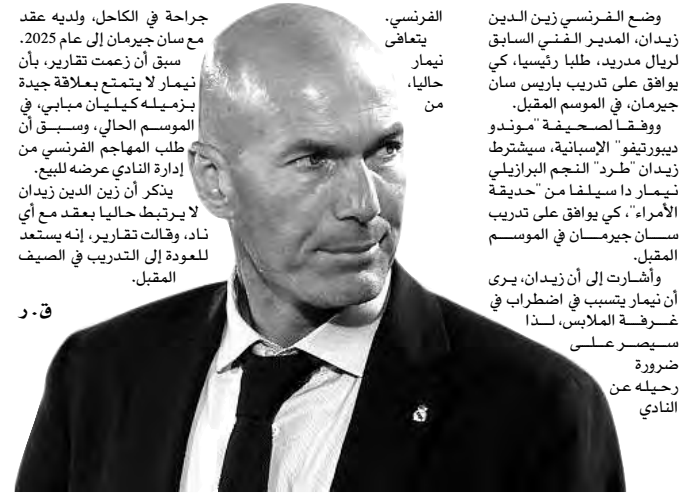 وضع الفرنسي زين الدين
زيدان، المدير الفني السابق
لريال مدريد، طلبا رئيسيا، كي
يوافق على تدريب باريس سان
جيرمان، في الموسم المقبل.
ووفقا لصحيفة "موندو
ديبورتيفو" الإسبانية، سيشترط
زيدان "طرد" النجم البرازيلي
نيمار دا سيلفا من "حديقة
الأمراء"، كي يوافق على تدريب
سان جيرمان في الموسم
المقبل.
وأشارت إلى أن زيدان، يرى
أن نيمار يتسبب في اضطراب في
غرفة الملابس، لذا
سيصر على
ضرورة
رحيله عن
النادي
الفرنسي.
يتعافى
نيمار
حاليا،
من
جراحة في الكاحل، ولديه عقد
مع سان جيرمان إلى عام 2025.
سبق أن زعمت تقارير، بأن
نيمار لا يتمتع بعلاقة جيدة
بزميله كيليان مبابي، في
الموسم الحالي، وسبق أن
طلب المهاجم الفرنسي من
إدارة النادي عرضه للبيع.
يذكر أن زين الدين زيدان
لا يرتبط حاليا بعقد مع أي
ناد، وقالت تقارير، إنه يستعد
للعودة إلى التدريب في الصيف
المقبل.
ق.ر